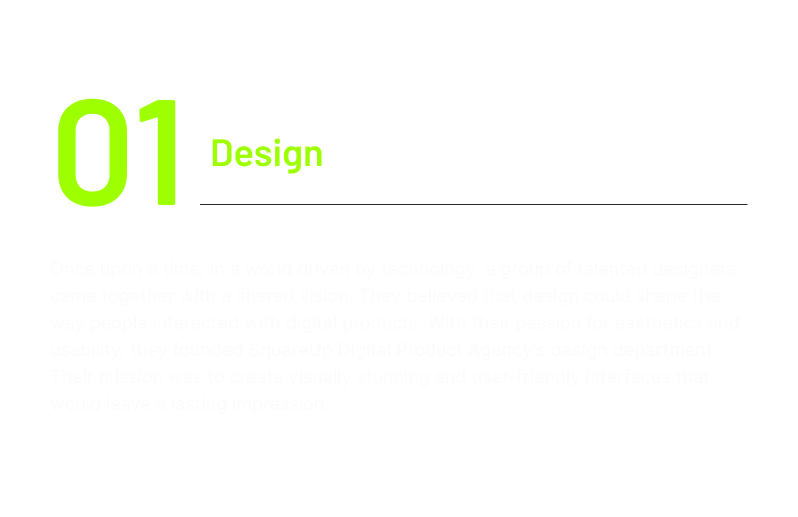 01
Design
Once upon a time, in a world driven by technology, a group of talented designers
came together with a shared vision. They believed that design could shape the
way people interacted with digital products. With their passion for aesthetics and
usability, they founded SquareUp Digital Product Agency's design department.
Their mission was to create visually stunning and user-friendly interfaces that
would leave a lasting impression.